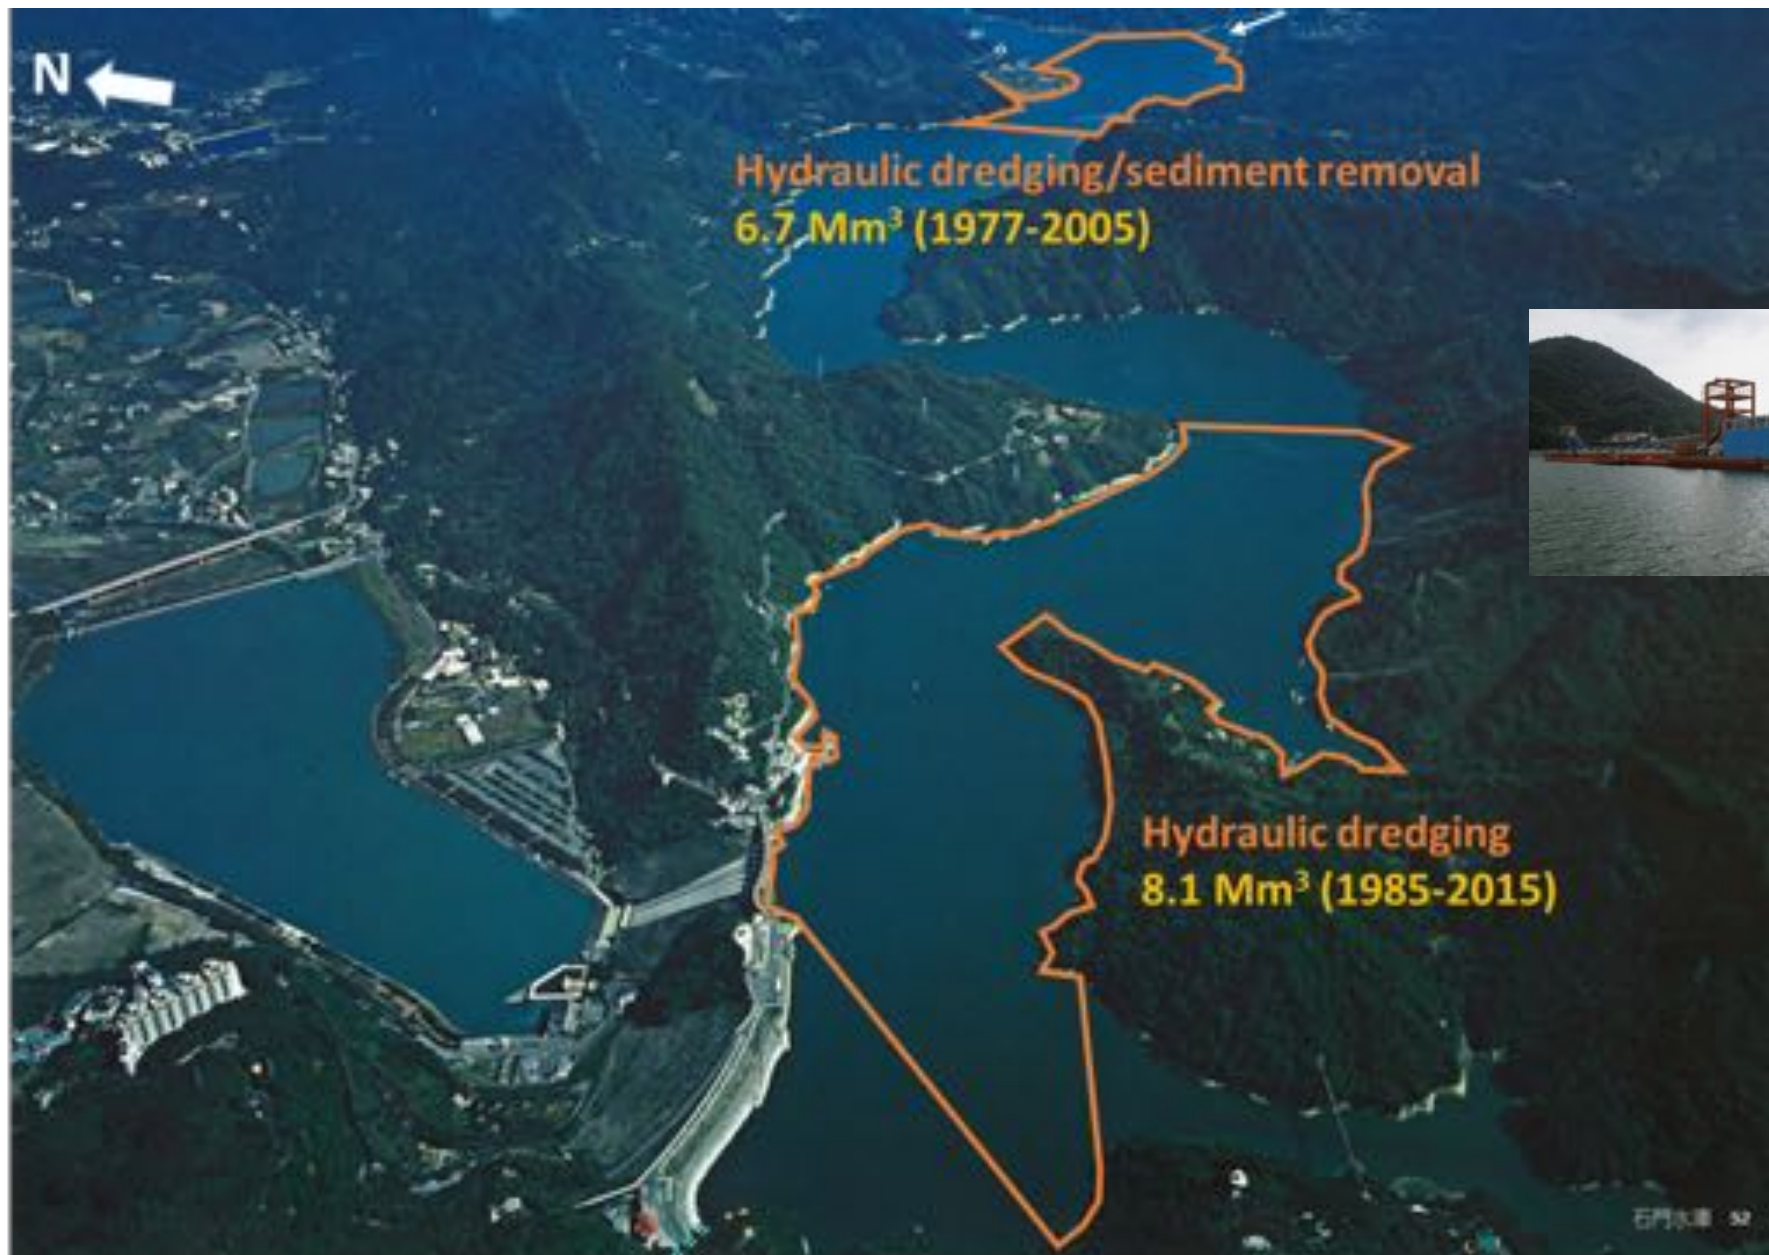 N
Hydraulic dredging/sediment removal
6.7 Mm³ (1977-2005)
Hydraulic dredging
8.1 Mm³ (1985-2015)
石門水庫 52